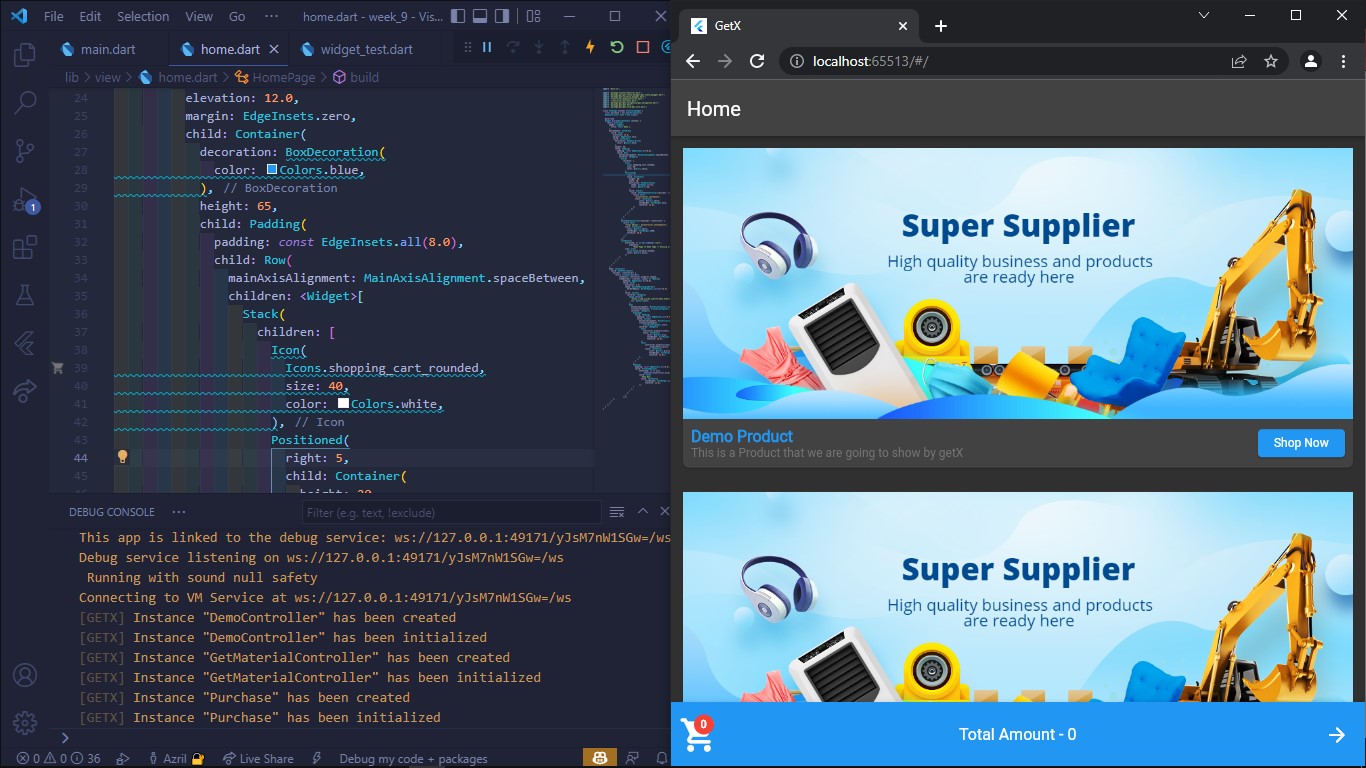 File Edit Selection View Go ··· home.dart - week_9 - Vis...
main.dart home.dart widget_test.dart
lib > view > home.dart > HomePage > build
24 elevation: 12.0,
25 margin: EdgeInsets.zero,
26 child: Container(
27 decoration: BoxDecoration(
28 color: Colors.blue,
29 ), // BoxDecoration
30 height: 65,
31 child: Padding(
32 padding: const EdgeInsets.all(8.0),
33 child: Row(
34 mainAxisAlignment: MainAxisAlignment.spaceBetween,
35 children: <Widget>[
36 Stack(
37 children: [
38 Icon(
39 Icons.shopping_cart_rounded,
40 size: 40,
41 color: Colors.white,
42 ), // Icon
43 Positioned(
44 right: 5,
45 child: Container(
1
DEBUG CONSOLE ··· Filter (e.g. text, !exclude)
This app is linked to the debug service: ws://127.0.0.1:49171/yJsM7nW1SGw=/ws
Debug service listening on ws://127.0.0.1:49171/yJsM7nW1SGw=/ws
Running with sound null safety
Connecting to VM Service at ws://127.0.0.1:49171/yJsM7nW1SGw=/ws
[GETX] Instance "DemoController" has been created
[GETX] Instance "DemoController" has been initialized
[GETX] Instance "GetMaterialController" has been created
[GETX] Instance "GetMaterialController" has been initialized
[GETX] Instance "Purchase" has been created
[GETX] Instance "Purchase" has been initialized
0 0 36 Azril Live Share Debug my code + packages
GetX
localhost:65513/#/
Home
Super Supplier
High quality business and products
are ready here
Demo Product
This is a Product that we are going to show by getX
Shop Now
Super Supplier
High quality business and products
are ready here
0
Total Amount - 0